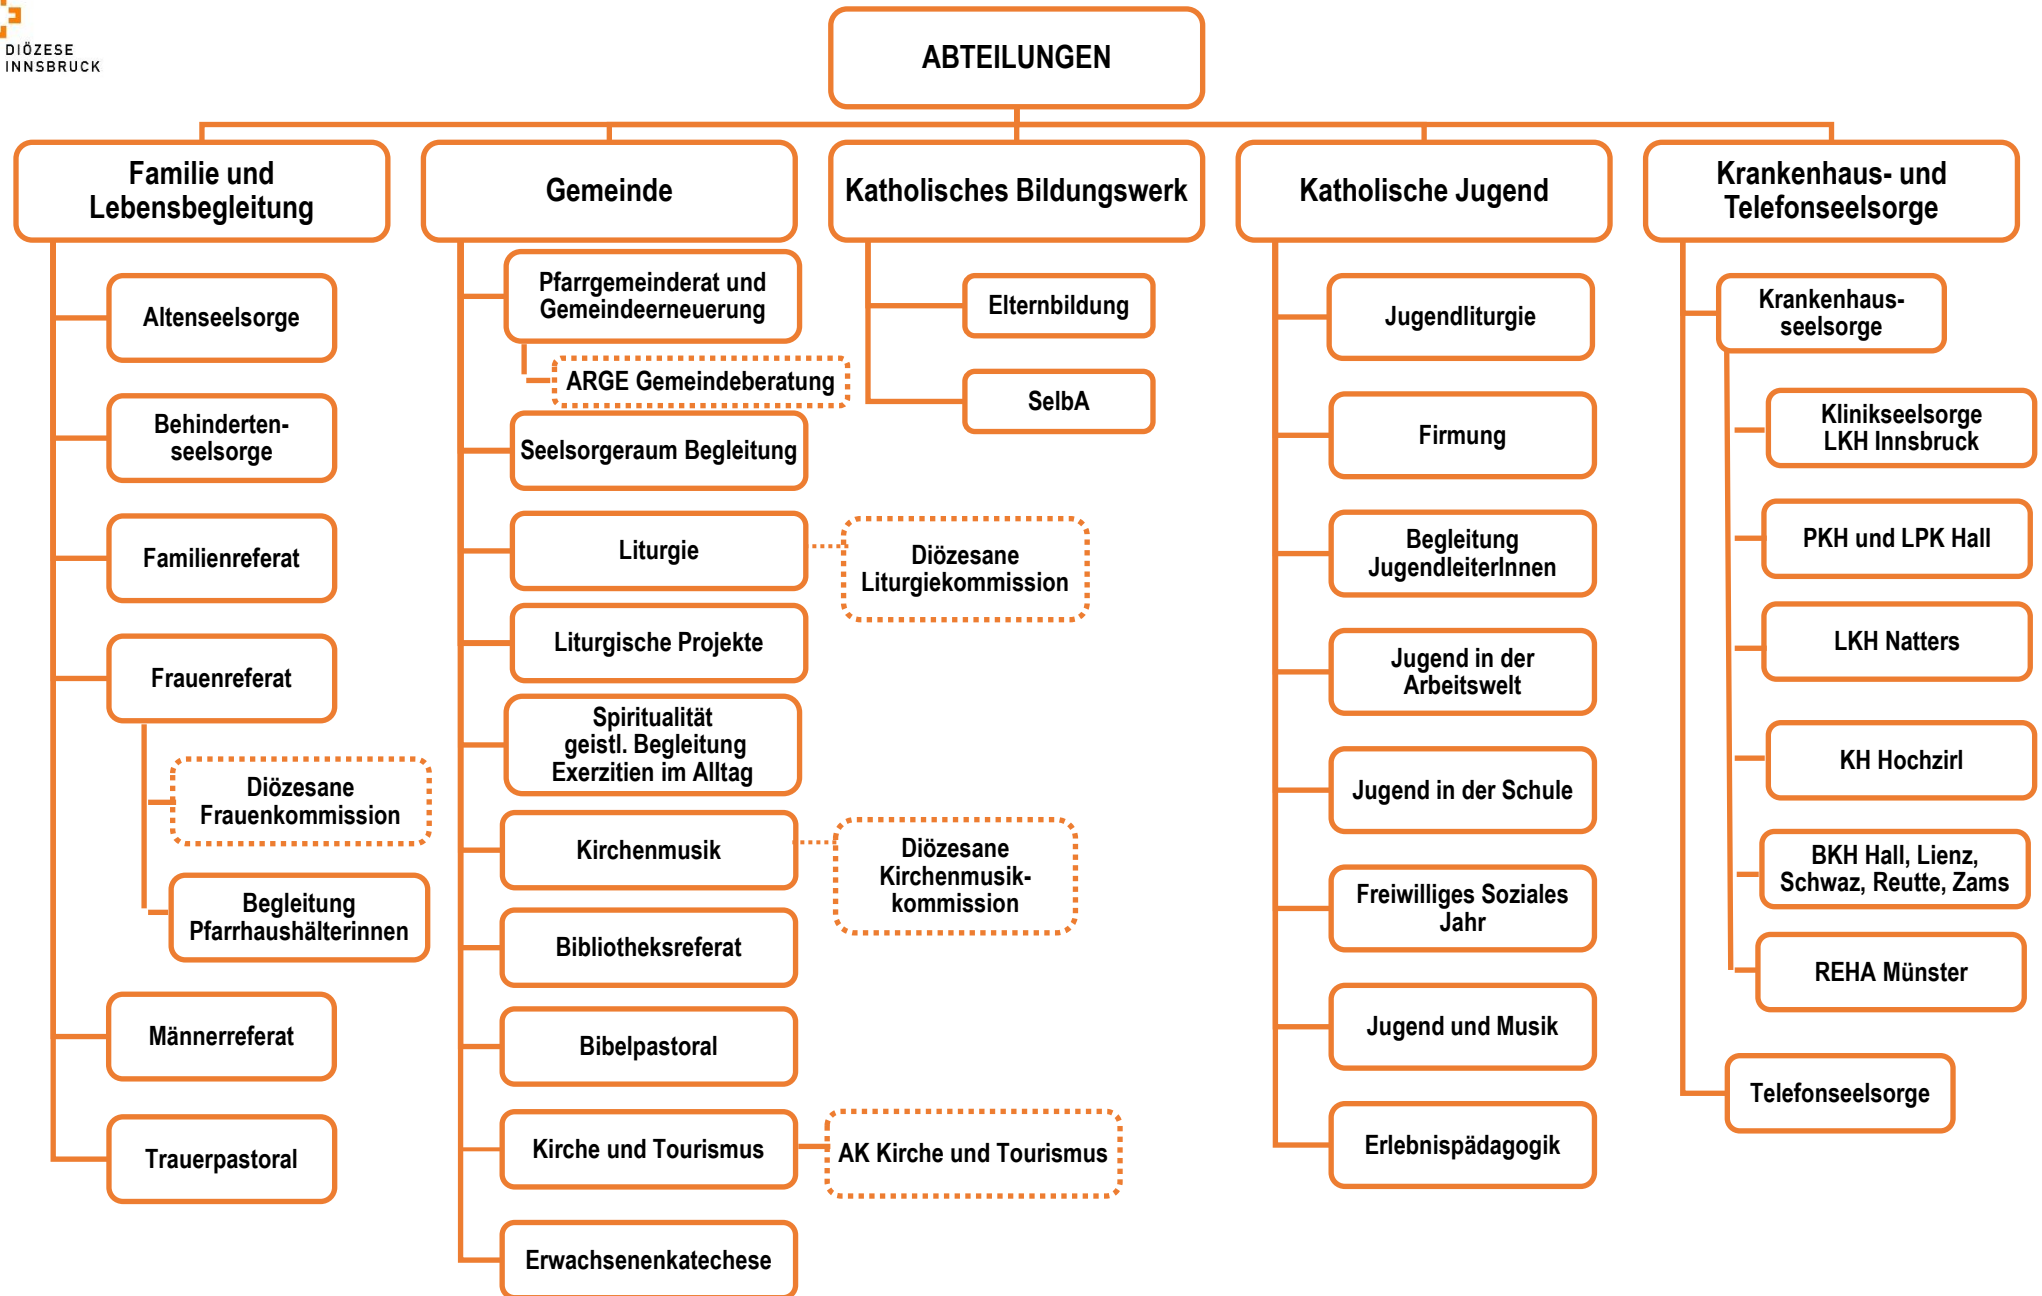 DIÖZESE
INNSBRUCK
ABTEILUNGEN
Familie und
Lebensbegleitung
Altenseelsorge
Behinderten-
seelsorge
Familienreferat
Frauenreferat
Diözesane
Frauenkommission
Begleitung
Pfarrhaushälterinnen
Männerreferat
Trauerpastoral
Gemeinde
Pfarrgemeinderat und
Gemeindeerneuerung
ARGE Gemeindeberatung
Seelsorgeraum Begleitung
Liturgie
Diözesane
Liturgiekommission
Liturgische Projekte
Spiritualität
geistl. Begleitung
Exerzitien im Alltag
Kirchenmusik
Diözesane
Kirchenmusik-
kommission
Bibliotheksreferat
Bibelpastoral
Kirche und Tourismus
AK Kirche und Tourismus
Erwachsenenkatechese
Katholisches Bildungswerk
Elternbildung
SelbA
Katholische Jugend
Jugendliturgie
Firmung
Begleitung
JugendleiterInnen
Jugend in der
Arbeitswelt
Jugend in der Schule
Freiwilliges Soziales
Jahr
Jugend und Musik
Erlebnispädagogik
Krankenhaus- und
Telefonseelsorge
Krankenhaus-
seelsorge
Klinikseelsorge
LKH Innsbruck
PKH und LPK Hall
LKH Natters
KH Hochzirl
BKH Hall, Lienz,
Schwaz, Reutte, Zams
REHA Münster
Telefonseelsorge